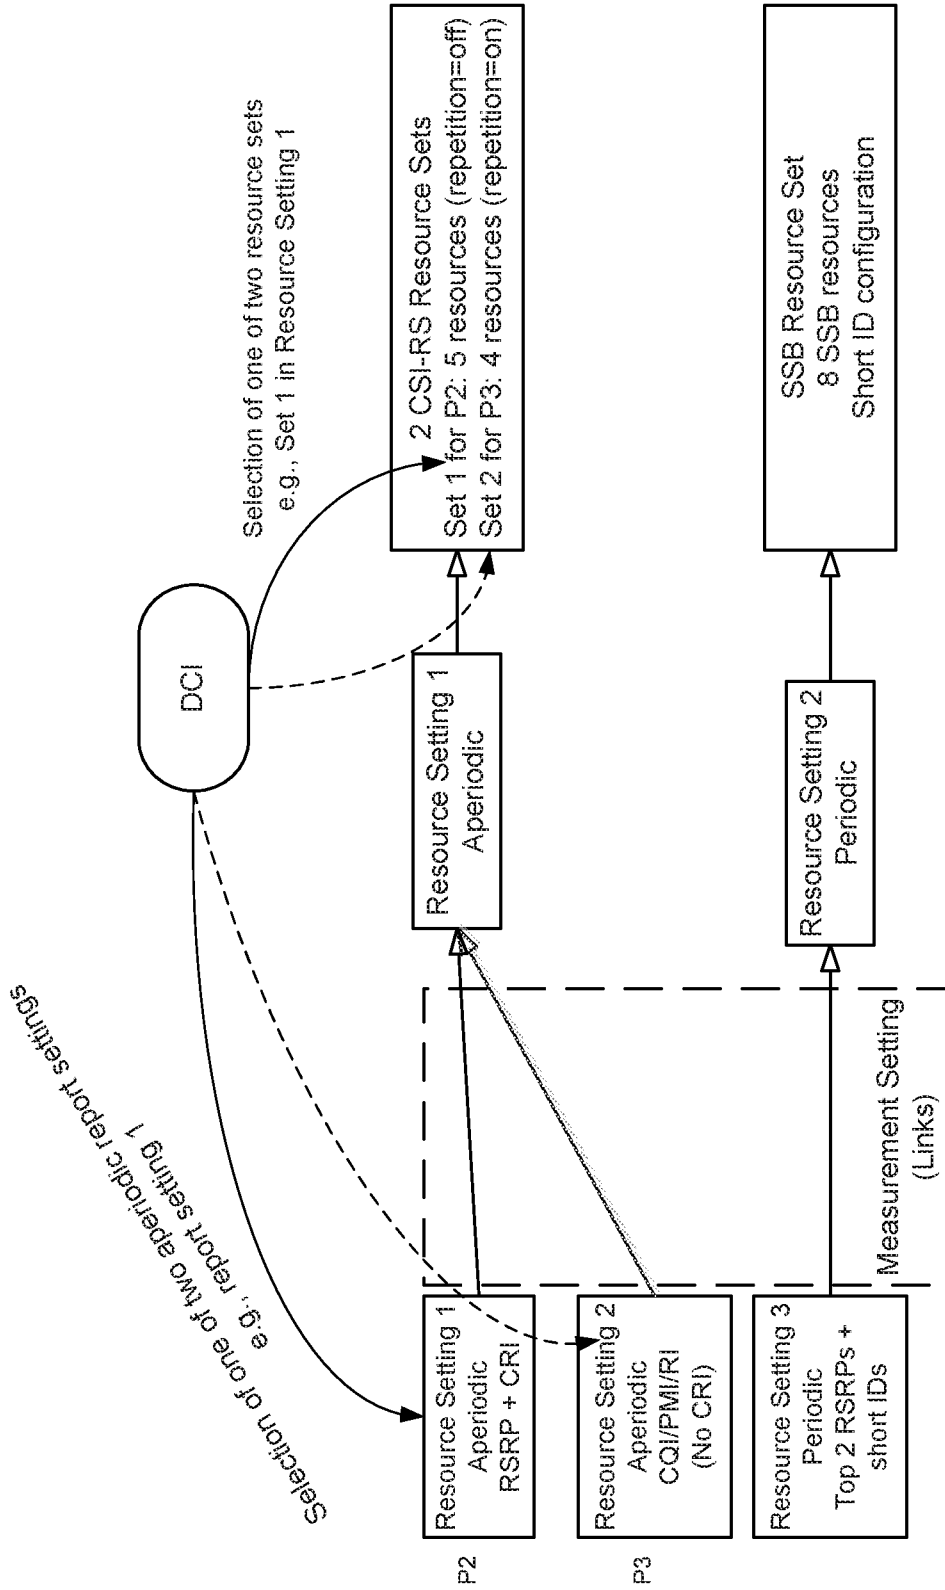 Selection of one of two aperiodic report settings
e.g., report setting 1
DCI
Selection of one of two resource sets
e.g., Set 1 in Resource Setting 1
P2
Resource Setting 1
Aperiodic
RSRP + CRI
Resource Setting 1
Aperiodic
2 CSI-RS Resource Sets
Set 1 for P2: 5 resources (repetition=off)
Set 2 for P3: 4 resources (repetition=on)
P3
Resource Setting 2
Aperiodic
CQI/PMI/RI
(No CRI)
Resource Setting 3
Periodic
Top 2 RSRPs +
short IDs
Resource Setting 2
Periodic
SSB Resource Set
8 SSB resources
Short ID configuration
Measurement Setting
(Links)